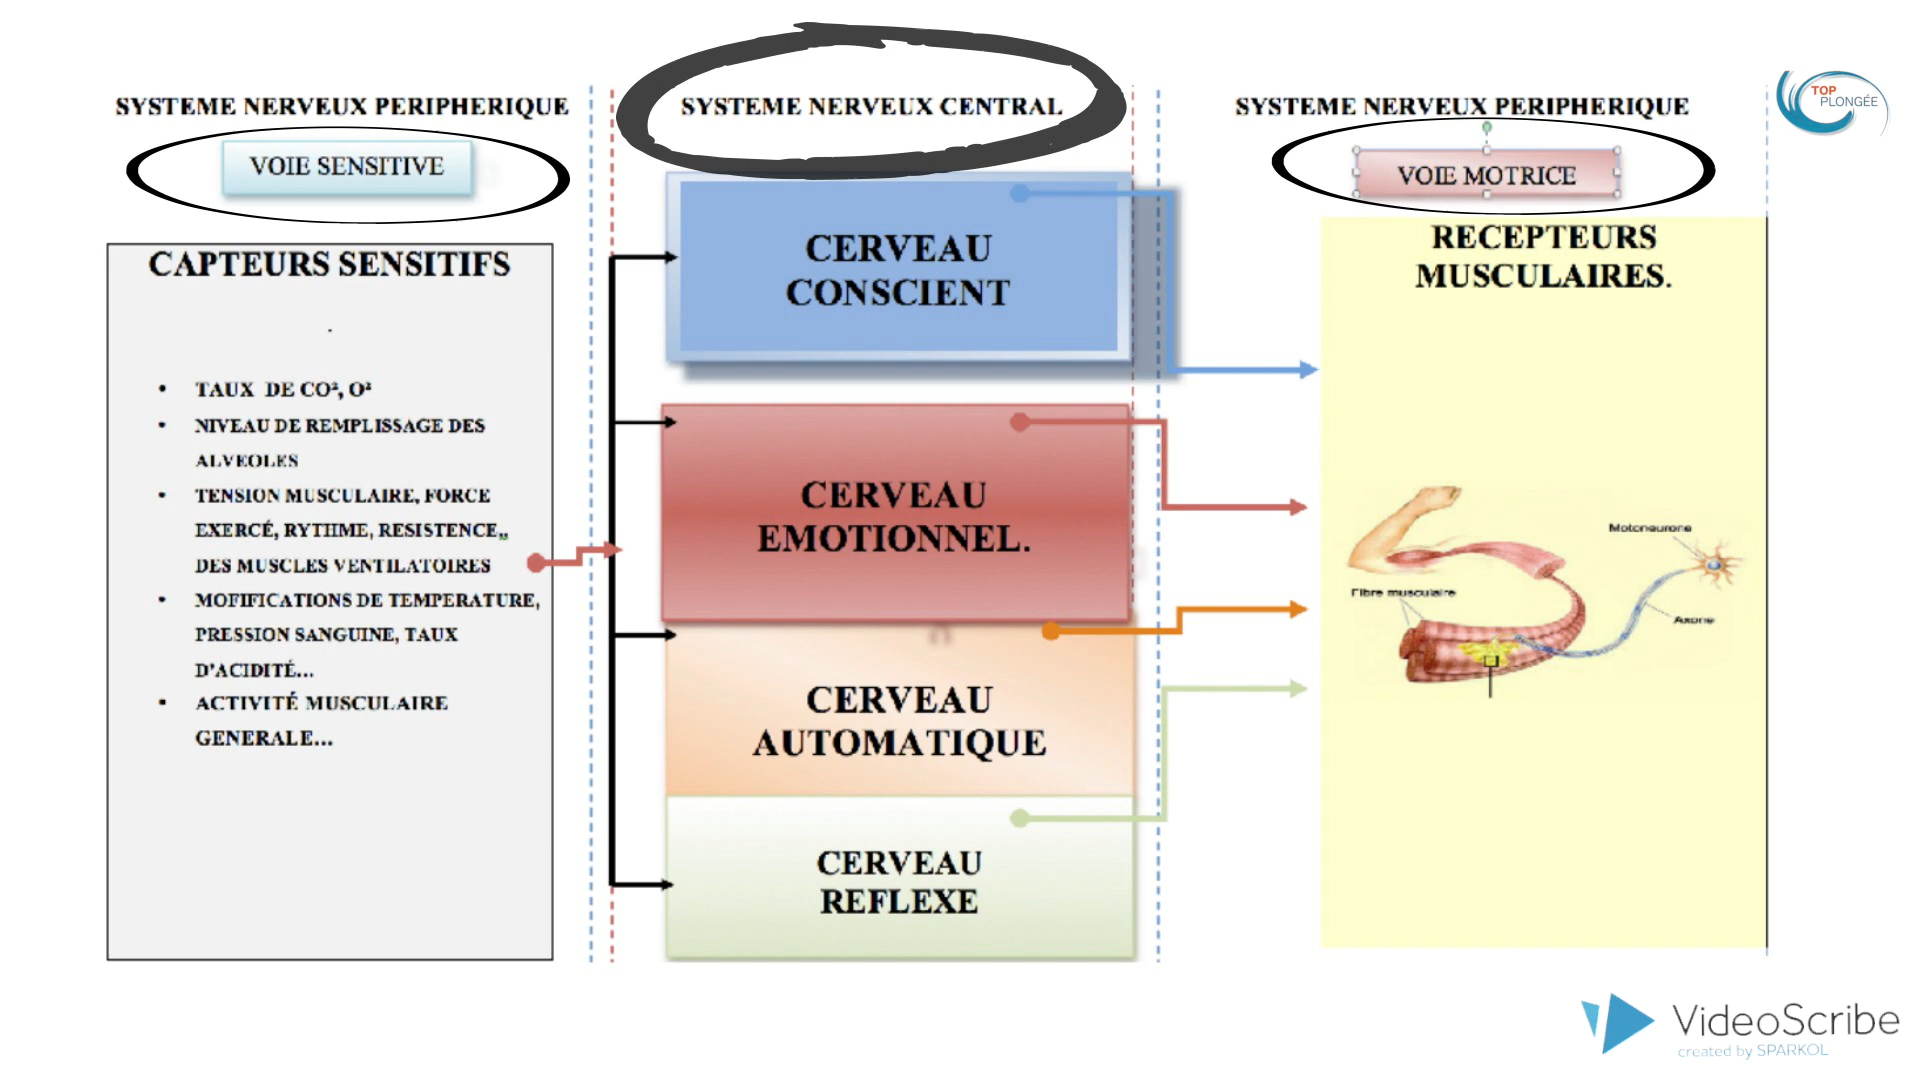 SYSTEME NERVEUX PERIPHERIQUE
VOIE SENSITIVE
CAPTEURS SENSITIFS
.
• TAUX DE CO², O²
• NIVEAU DE REMPLISSAGE DES
ALVEOLES
• TENSION MUSCULAIRE, FORCE
EXERCÉ, RYTHME, RESISTENCE,,
DES MUSCLES VENTILATOIRES
• MOFIFICATIONS DE TEMPERATURE,
PRESSION SANGUINE, TAUX
D'ACIDITÉ...
• ACTIVITÉ MUSCULAIRE
GENERALE...
SYSTEME NERVEUX CENTRAL
CERVEAU
CONSCIENT
CERVEAU
EMOTIONNEL.
CERVEAU
AUTOMATIQUE
CERVEAU
REFLEXE
SYSTEME NERVEUX PERIPHERIQUE
VOIE MOTRICE
RECEPTEURS
MUSCULAIRES.
Motoneurone
Fibre musculaire
Axone
TOP
PLONGÉE
VideoScribe
created by SPARKOL